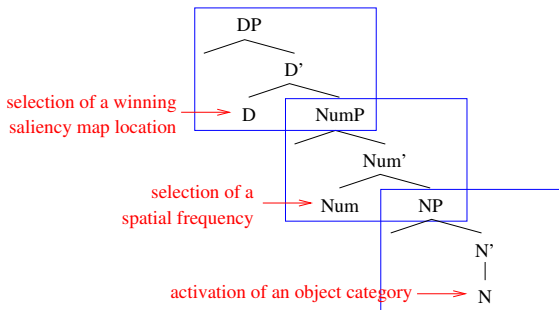 DP
D'
selection of a winning
saliency map location
D
NumP
Num'
selection of a
spatial frequency
Num
NP
N'
activation of an object category
N